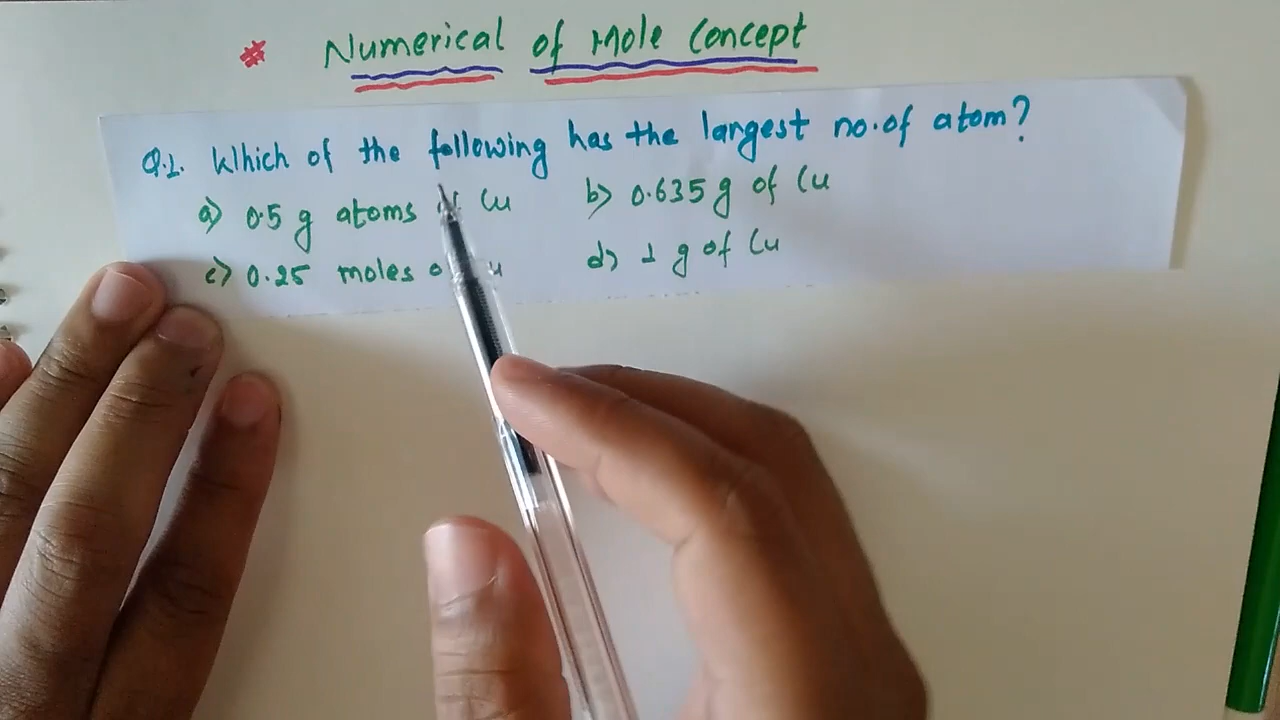 * Numerical of Mole Concept
Q.1. Which of the following has the largest no. of atom?
a) 0.5 g atoms of Cu b) 0.635 g of Cu
c) 0.25 moles d) 1 g of Cu